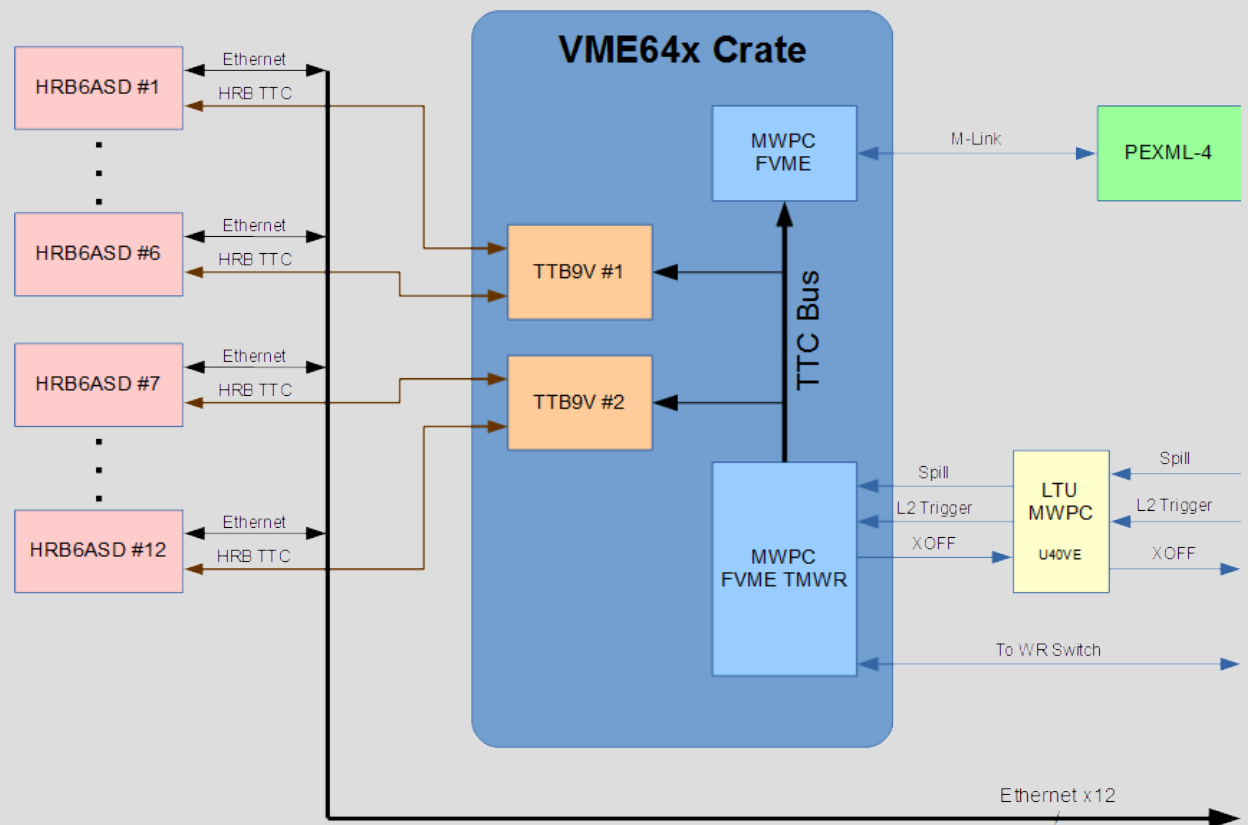 VME64x Crate
HRB6ASD #1
Ethernet
HRB TTC
HRB6ASD #6
Ethernet
HRB TTC
HRB6ASD #7
Ethernet
HRB TTC
HRB6ASD #12
Ethernet
HRB TTC
TTB9V #1
TTB9V #2
MWPC
FVME
TTC Bus
MWPC
FVME TMWR
M-Link
PEXML-4
Spill
L2 Trigger
XOFF
LTU
MWPC
U40VE
Spill
L2 Trigger
XOFF
To WR Switch
Ethernet x12